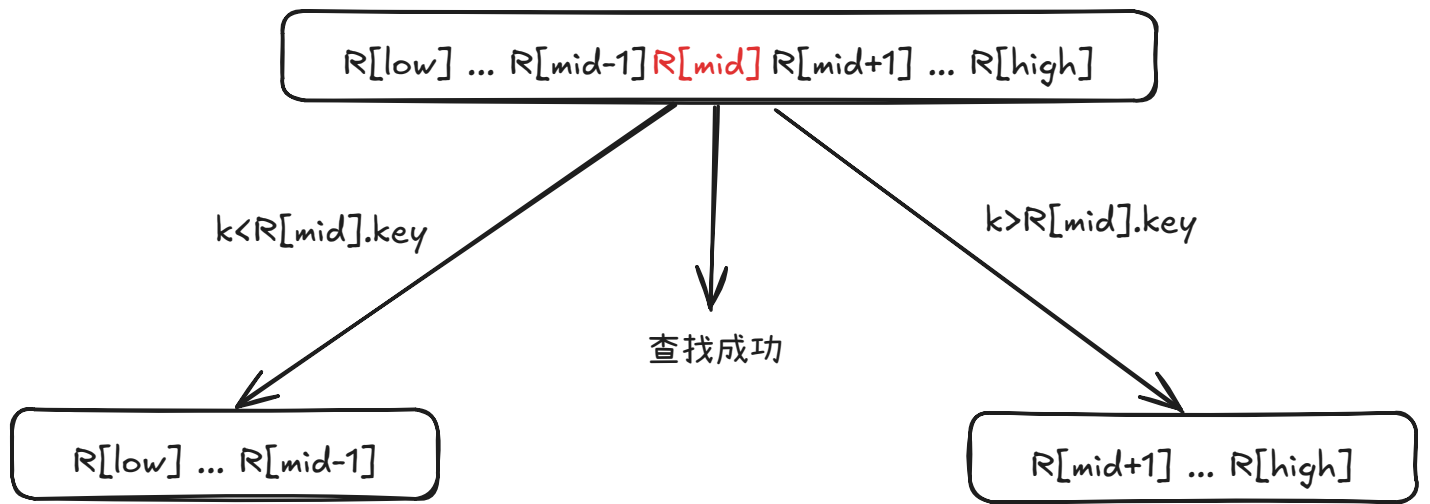 R[low] ... R[mid-1] R[mid] R[mid+1] ... R[high]
k<R[mid].key
k>R[mid].key
查找成功
R[low] ... R[mid-1]
R[mid+1] ... R[high]